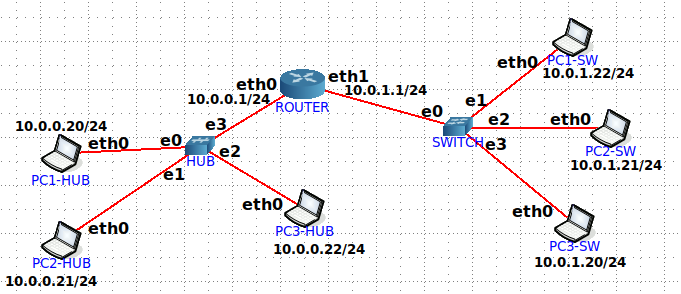 eth0
PC1-SW
10.0.1.22/24
eth0
eth1
10.0.0.1/24
ROUTER
10.0.1.1/24
e1
e0
e2
eth0
SWITCH
e3
PC2-SW
10.0.1.21/24
10.0.0.20/24
eth0
e0
e3
HUB
e2
e1
PC1-HUB
eth0
PC3-HUB
10.0.0.22/24
eth0
PC3-SW
10.0.1.20/24
eth0
PC2-HUB
10.0.0.21/24